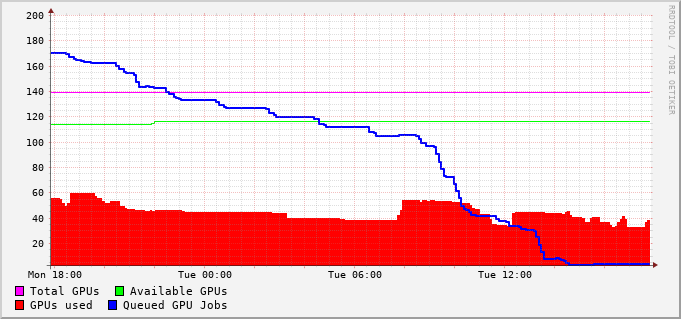 200
180
160
140
120
100
80
60
40
20
Mon 18:00 Tue 00:00 Tue 06:00 Tue 12:00
Total GPUs Available GPUs
GPUs used Queued GPU Jobs
RRDTOOL / TOBI OETIKER